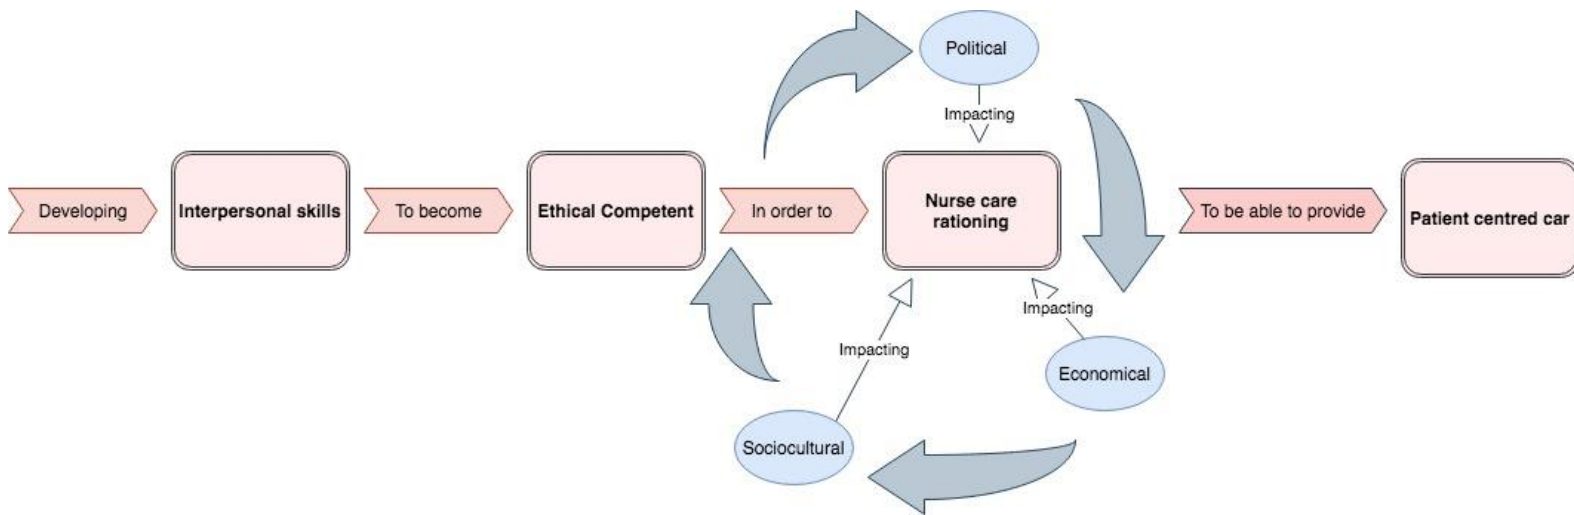 Political
Impacting
Developing
Interpersonal skills
To become
Ethical Competent
In order to
Nurse care
rationing
To be able to provide
Patient centred car
Impacting
Impacting
Economical
Sociocultural